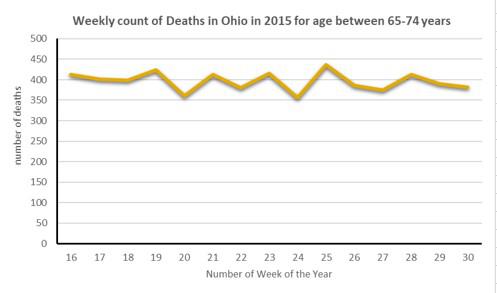 Weekly count of Deaths in Ohio in 2015 for age between 65-74 years
500
450
400
350
300
250
200
150
100
50
0
number of deaths
16 17 18 19 20 21 22 23 24 25 26 27 28 29 30
Number of Week of the Year